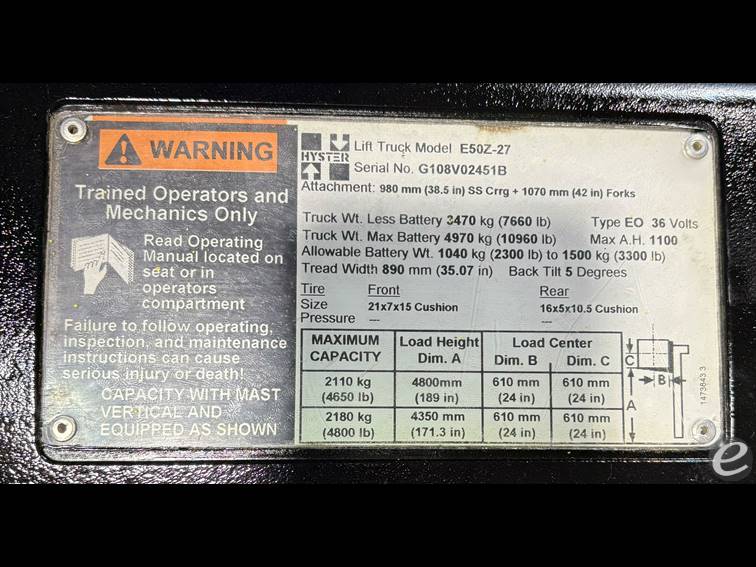 WARNING
Trained Operators and
Mechanics Only
Read Operating
Manual located on
seat or in
operators
compartment
Failure to follow operating,
inspection, and maintenance
instructions can cause
serious injury or death!
CAPACITY WITH MAST
VERTICAL AND
EQUIPPED AS SHOWN
HYSTER
Lift Truck Model E50Z-27
Serial No. G108V02451B
Attachment: 980 mm (38.5 in) SS Crrg + 1070 mm (42 in) Forks
Truck Wt. Less Battery 3470 kg (7660 lb) Type EO 36 Volts
Truck Wt. Max Battery 4970 kg (10960 lb) Max A.H. 1100
Allowable Battery Wt. 1040 kg (2300 lb) to 1500 kg (3300 lb)
Tread Width 890 mm (35.07 in) Back Tilt 5 Degrees
Tire Front Rear
Size 21x7x15 Cushion 16x5x10.5 Cushion
Pressure --- ---
MAXIMUM CAPACITY Load Height Dim. A Load Center Dim. B Dim. C
2110 kg 4800mm 610 mm 610 mm
(4650 lb) (189 in) (24 in) (24 in)
2180 kg 4350 mm 610 mm 610 mm
(4800 lb) (171.3 in) (24 in) (24 in)
C
B
A
1473643 3
e